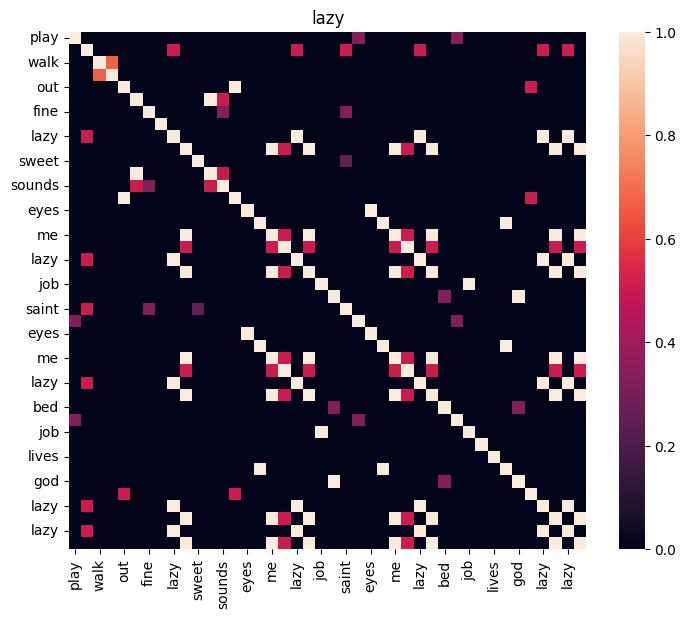 lazy
play
walk
out
fine
lazy
sweet
sounds
eyes
me
lazy
job
saint
eyes
me
lazy
bed
job
lives
god
lazy
lazy
1.0
0.8
0.6
0.4
0.2
0.0
play
walk
out
fine
lazy
sweet
sounds
eyes
me
lazy
job
saint
eyes
me
lazy
bed
job
lives
god
lazy
lazy